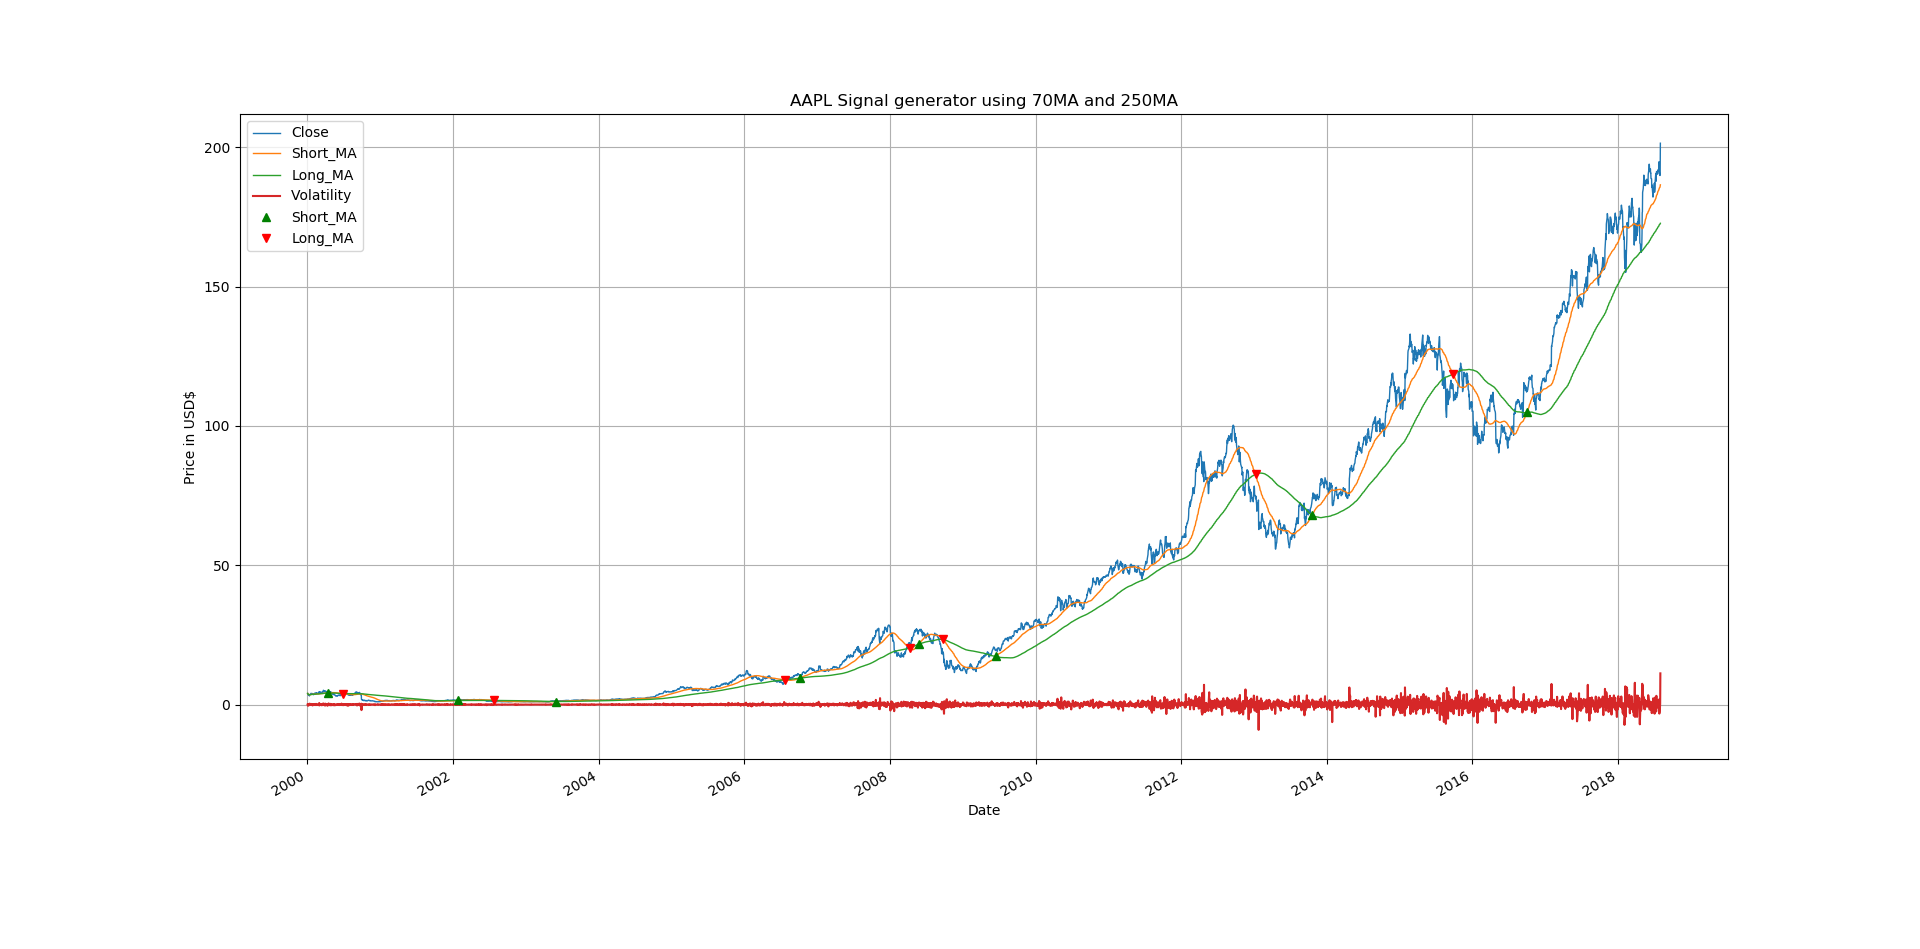 AAPL Signal generator using 70MA and 250MA
Close
Short_MA
Long_MA
Volatility
Short_MA
Long_MA
200
150
100
50
0
Price in USD$
2000 2002 2004 2006 2008 2010 2012 2014 2016 2018
Date